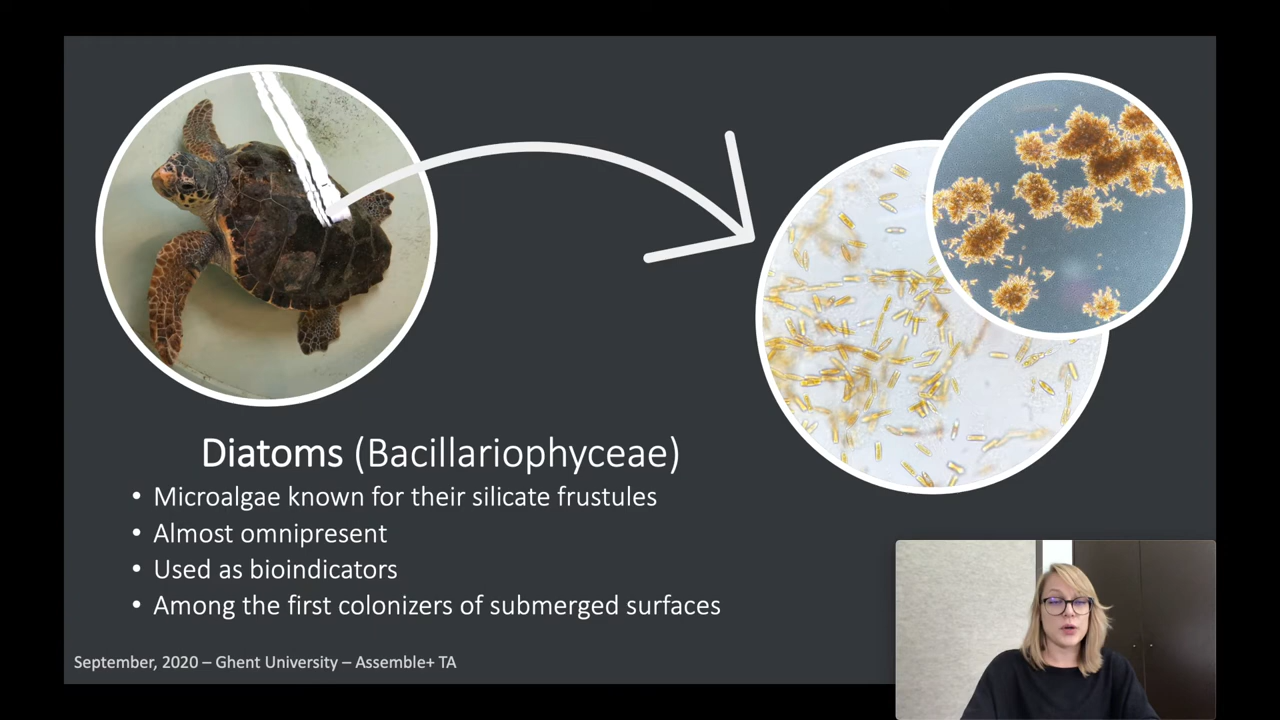 Diatoms (Bacillariophyceae)
• Microalgae known for their silicate frustules
• Almost omnipresent
• Used as bioindicators
• Among the first colonizers of submerged surfaces
September, 2020 – Ghent University – Assemble+ TA